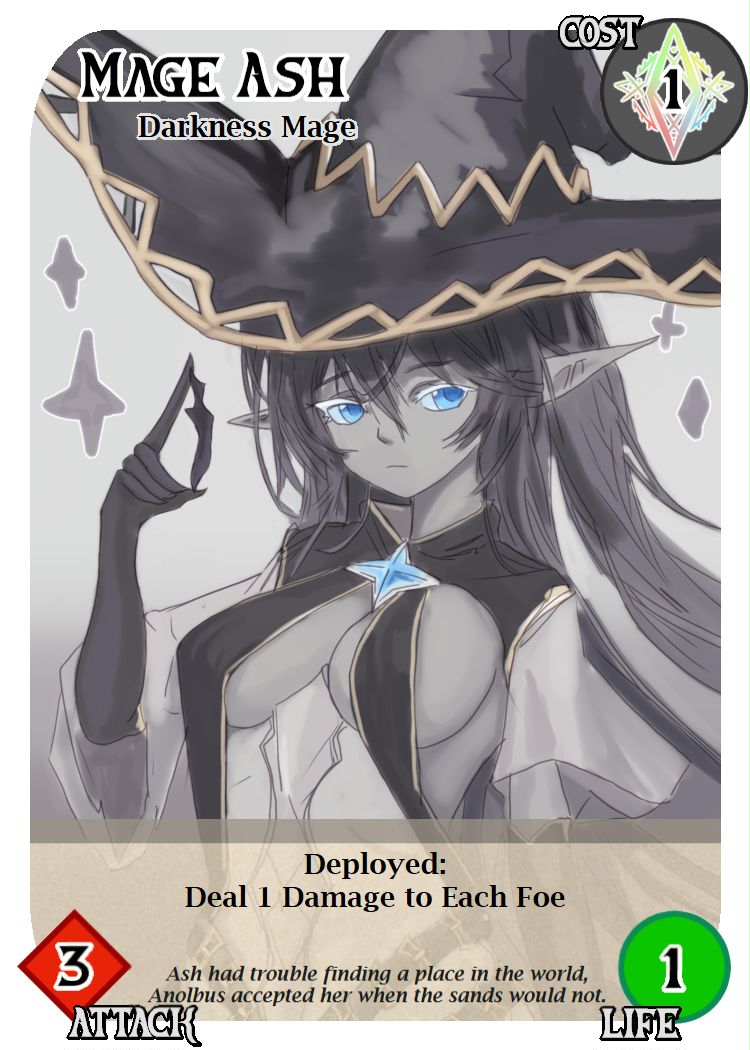 COST
Mage Ash
1
Darkness Mage
Deployed:
Deal 1 Damage to Each Foe
3
1
Ash had trouble finding a place in the world,
Anolbus accepted her when the sands would not.
ATTACK
LIFE